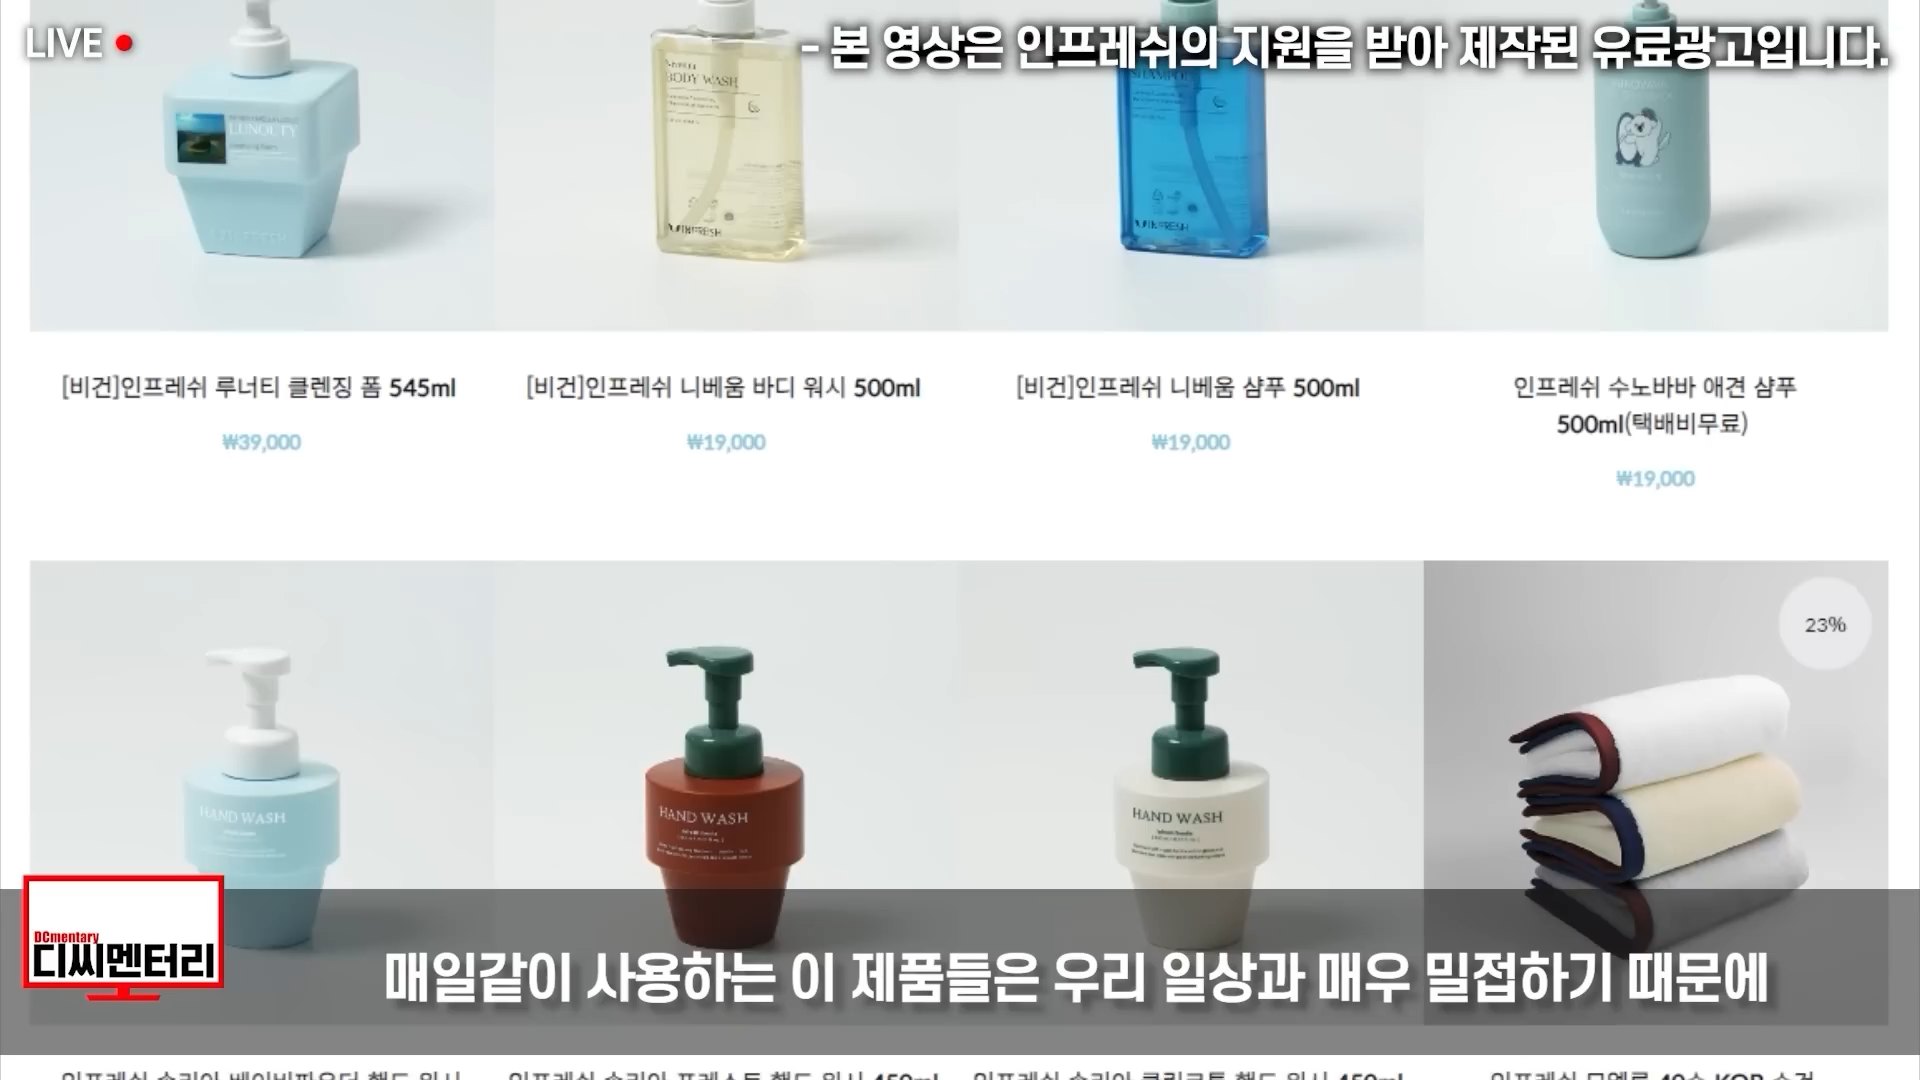 LIVE
- 본 영상은 인프레쉬의 지원을 받아 제작된 유료광고입니다.
LUNOUTY
BODY WASH
INFRESH
SHAMPOO
INFRESH
[비건]인프레쉬 루너티 클렌징 폼 545ml
₩39,000
[비건]인프레쉬 니베움 바디 워시 500ml
₩19,000
[비건]인프레쉬 니베움 샴푸 500ml
₩19,000
인프레쉬 수노바바 애견 샴푸
500ml(택배비무료)
₩19,000
HAND WASH
HAND WASH
HAND WASH
23%
DCmentary
디씨멘터리
매일같이 사용하는 이 제품들은 우리 일상과 매우 밀접하기 때문에